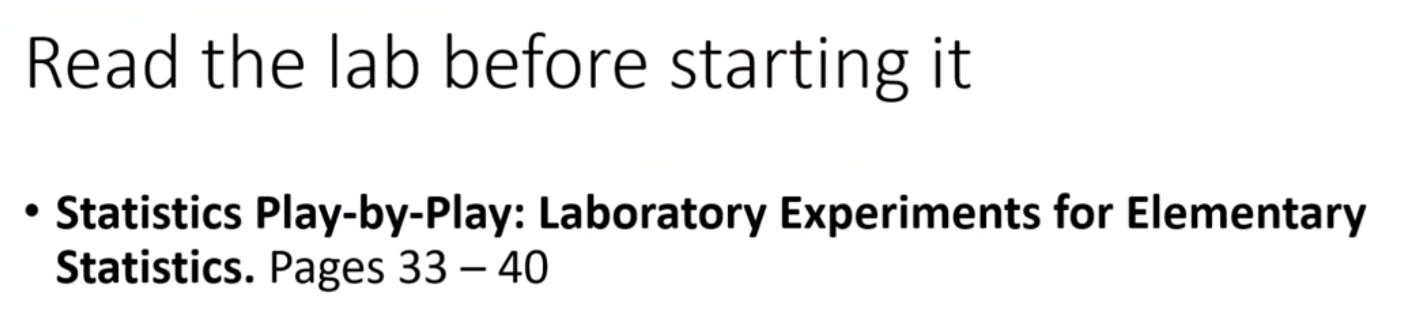 Read the lab before starting it
• Statistics Play-by-Play: Laboratory Experiments for Elementary
Statistics. Pages 33 – 40